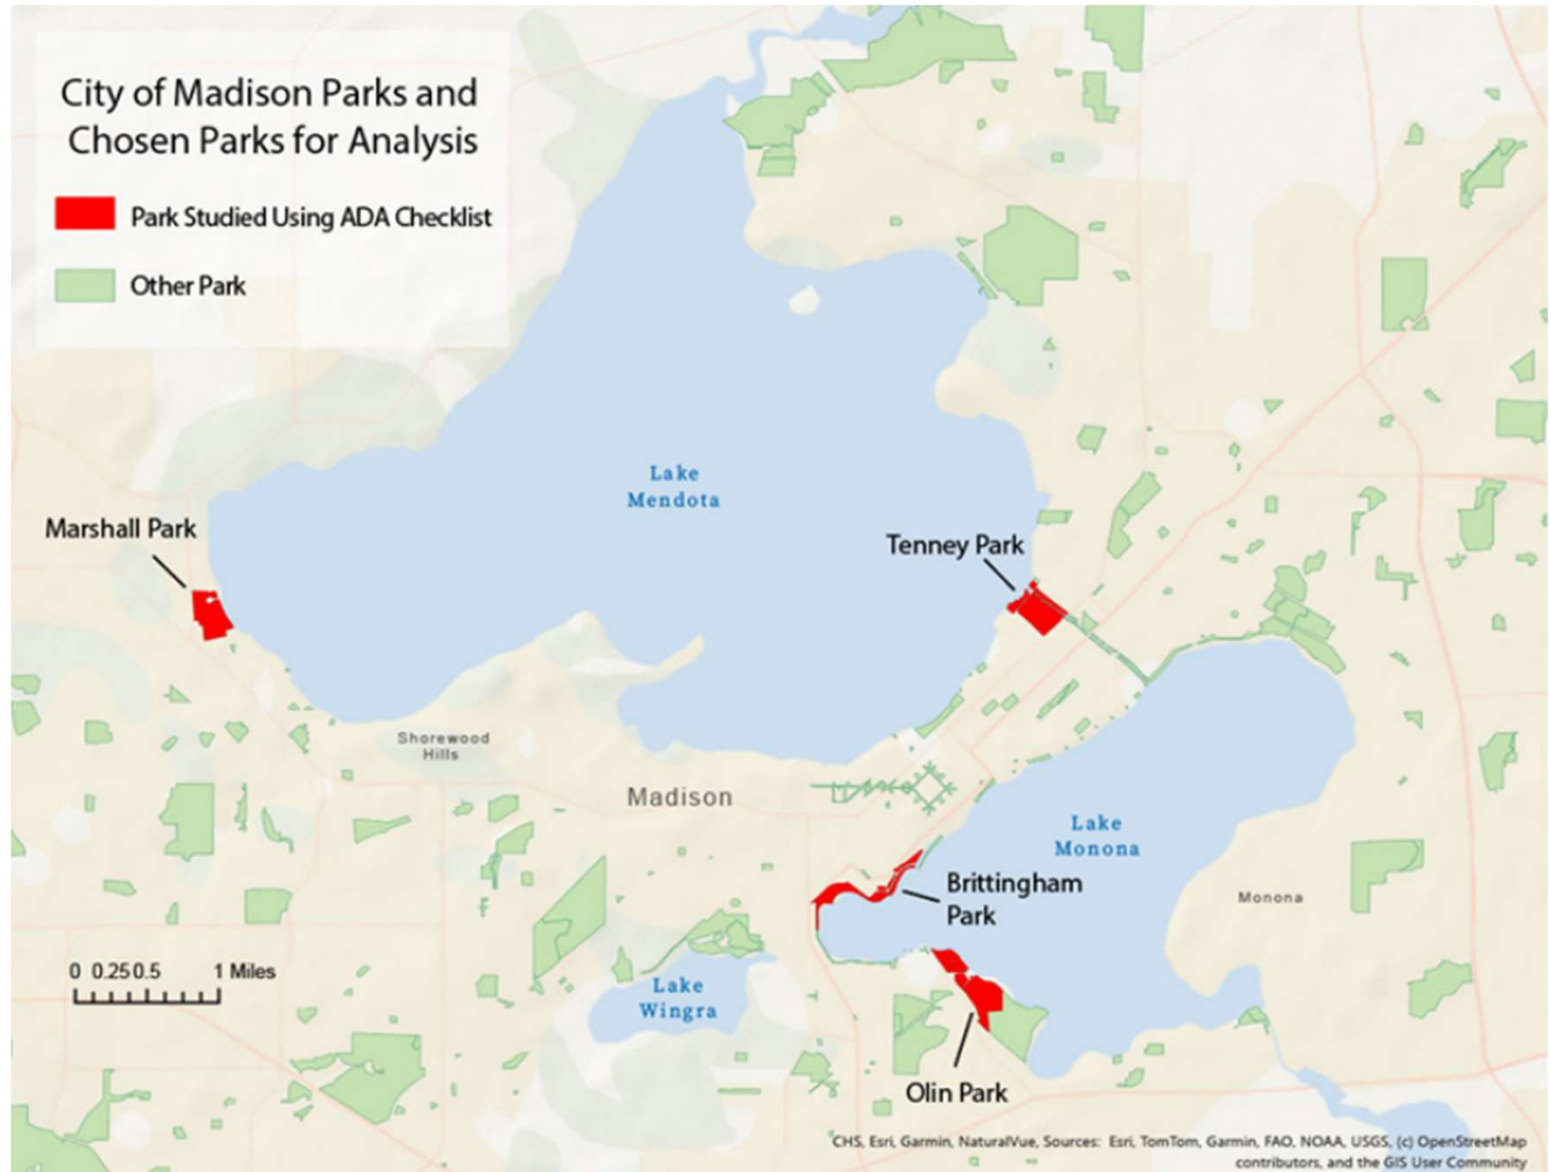 City of Madison Parks and
Chosen Parks for Analysis
Park Studied Using ADA Checklist
Other Park
Lake
Mendota
Marshall Park
Tenney Park
Shorewood
Hills
Madison
Lake
Monona
Brittingham
Park
Monona
0 0.25 0.5 1 Miles
Lake
Wingra
Olin Park
CHS, Esri, Garmin, NaturalVue, Sources: Esri, TomTom, Garmin, FAO, NOAA, USGS, (c) OpenStreetMap
contributors, and the GIS User Community